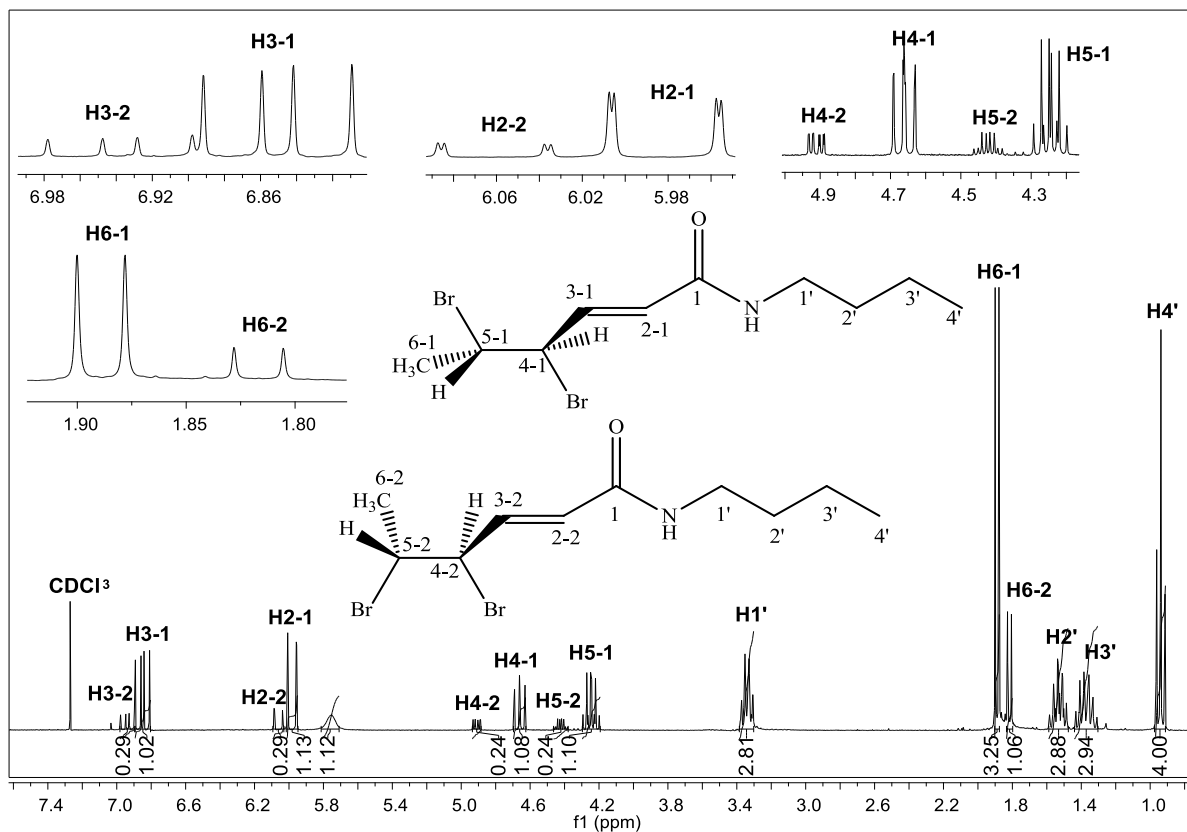 H3-1
H3-2
6.98 6.92 6.86
H2-2
H2-1
6.06 6.02 5.98
H4-1
H5-1
H4-2
H5-2
4.9 4.7 4.5 4.3
H6-1
H6-2
1.90 1.85 1.80
O
Br
3-1
1
N
H
1'
2'
3'
4'
6-1
H3C
5-1
H
2-1
4-1
H
Br
O
6-2
H3C
H
3-2
H
1
N
H
1'
2'
3'
4'
5-2
2-2
4-2
Br
Br
CDCl3
H3-2
H3-1
H2-2
H2-1
H4-2
H4-1
H5-2
H5-1
H1'
H6-1
H6-2
H2'
H3'
H4'
0.29 1.02 0.29 1.13 1.12 0.24 1.08 0.24 1.10 2.81 3.25 1.06 2.88 2.94 4.00
7.4 7.0 6.6 6.2 5.8 5.4 5.0 4.6 4.2 3.8 3.4 3.0 2.6 2.2 1.8 1.4 1.0
f1 (ppm)